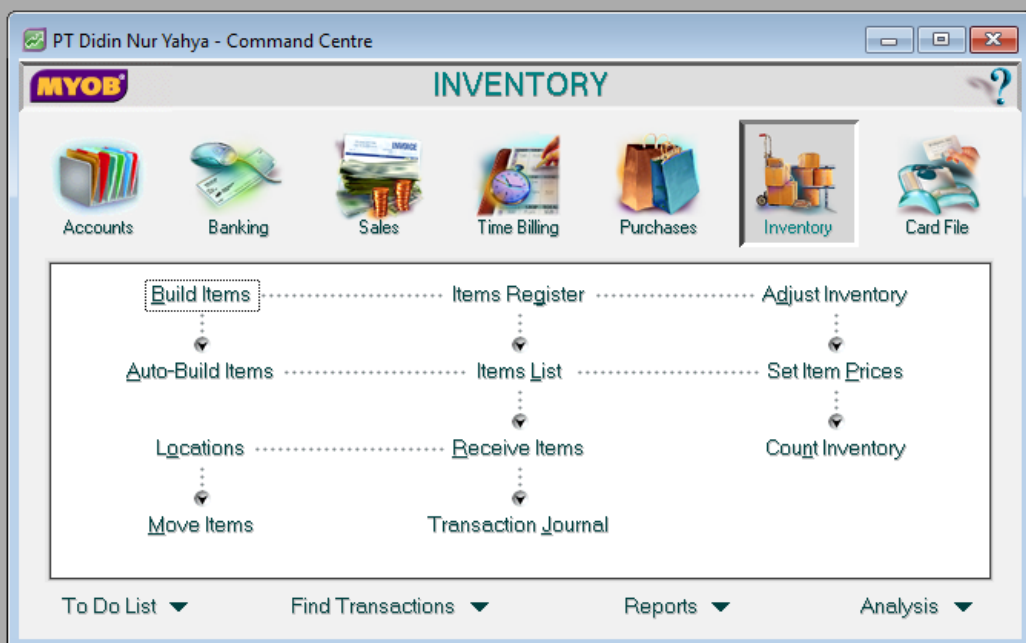 PT Didin Nur Yahya - Command Centre
MYOB® INVENTORY ?
INVOICE
Accounts Banking Sales Time Billing Purchases Inventory Card File
Build Items Items Register Adjust Inventory
Auto-Build Items Items List Set Item Prices
Locations Receive Items Count Inventory
Move Items Transaction Journal
To Do List Find Transactions Reports Analysis